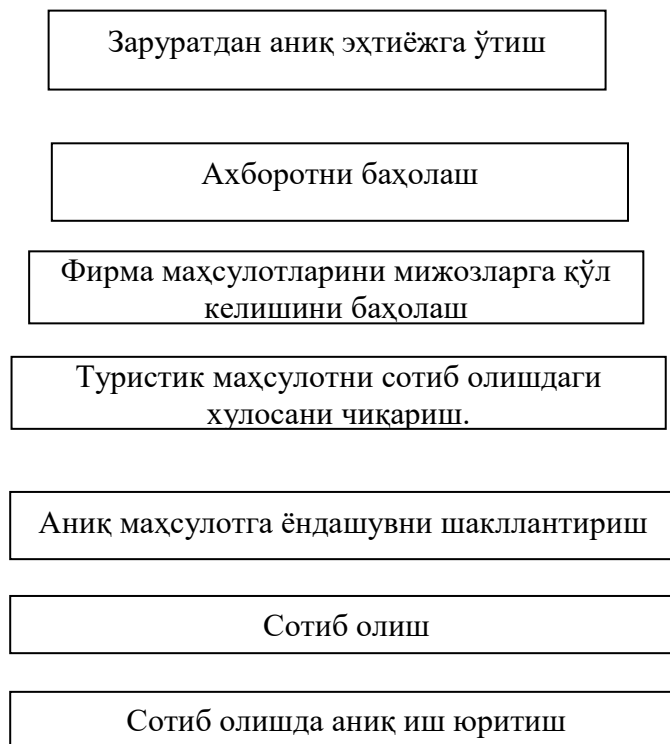 Заруратдан аниқ эҳтиёжга ўтиш
Ахборотни баҳолаш
Фирма маҳсулотларини мижозларга қўл
келишини баҳолаш
Туристик маҳсулотни сотиб олишдаги
хулосани чиқариш.
Аниқ маҳсулотга ёндашувни шакллантириш
Сотиб олиш
Сотиб олишда аниқ иш юритиш